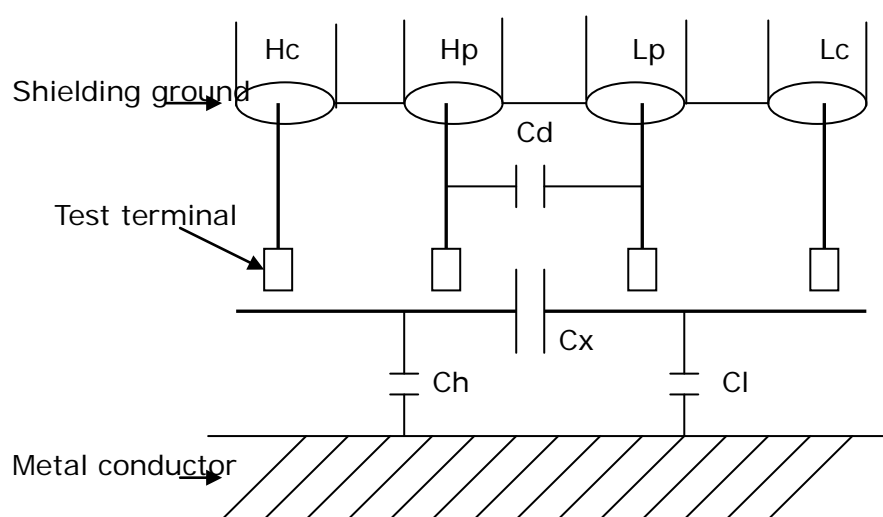 Hc
Hp
Lp
Lc
Shielding ground
Cd
Test terminal
Cx
Ch
Cl
Metal conductor